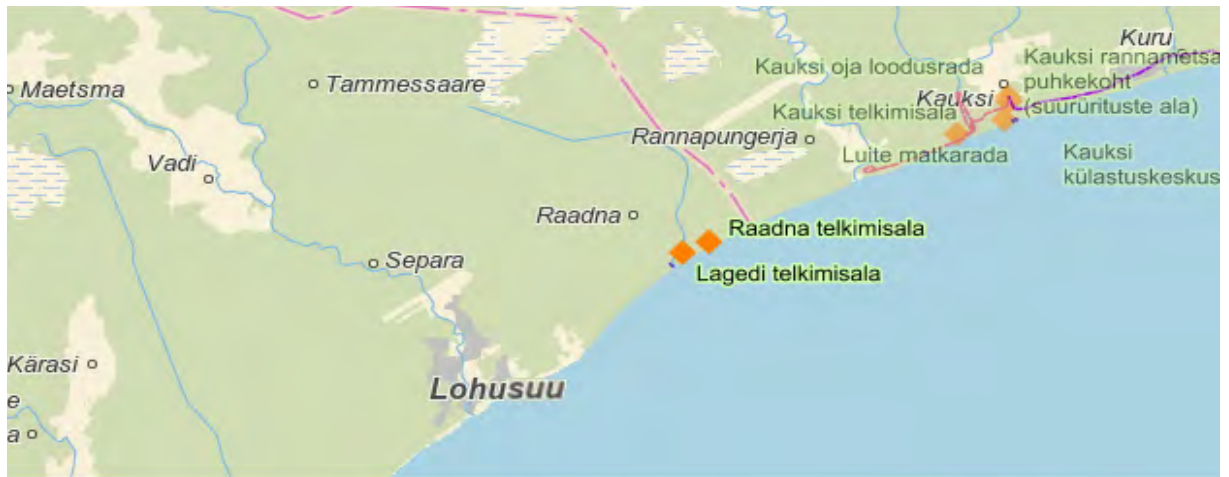 Kuru
Kauksi rannametsa
puhkekoht
(suurürituste ala)
Kauksi oja loodusrada
Kauksi
Maetsma
Tammessaare
Kauksi telkimisala
Rannapungerja
Luite matkarada
Kauksi
külastuskeskus
Vadi
Raadna
Raadna telkimisala
Separa
Lagedi telkimisala
Kärasi
Lohusuu
e
a